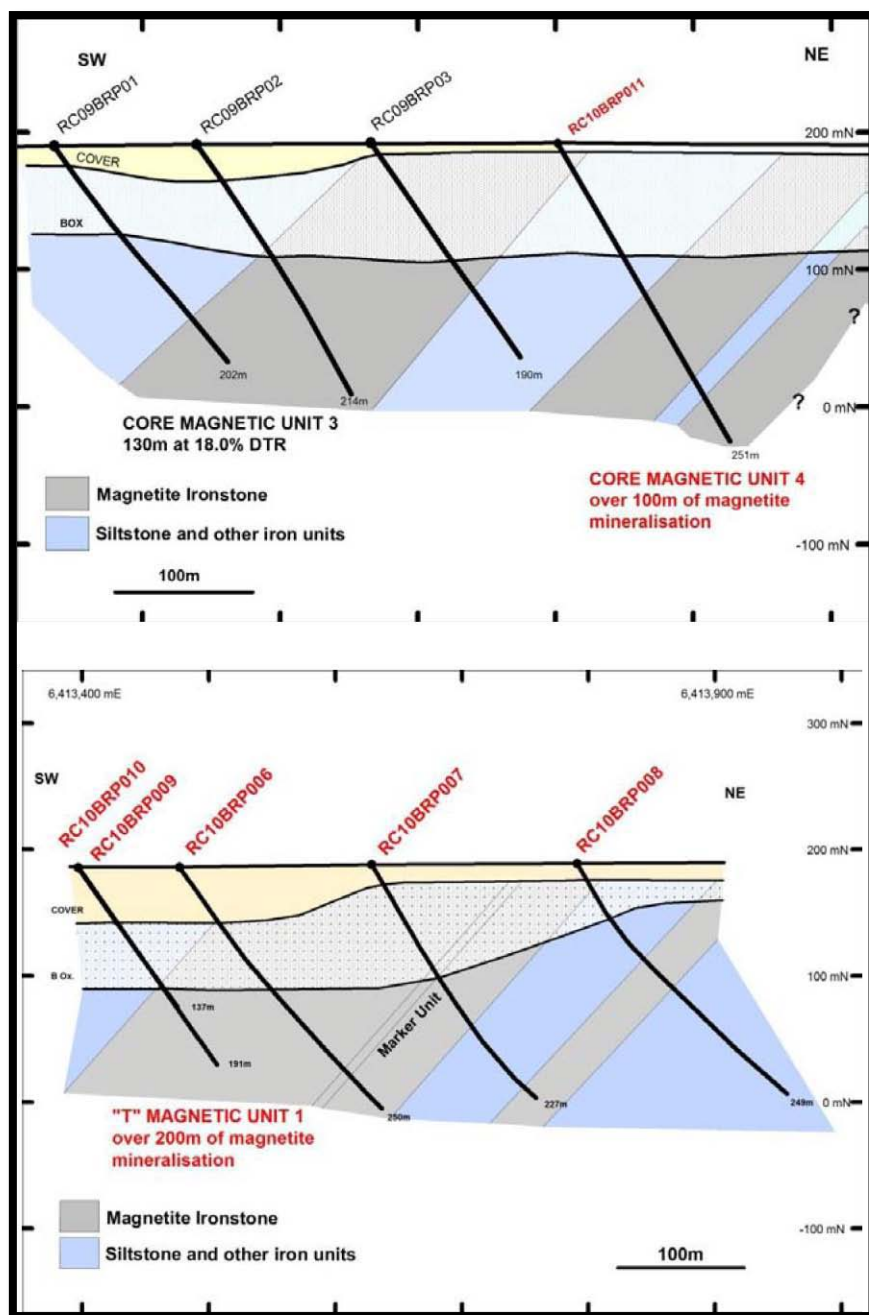 SW
NE
RC09BRP01
RC09BRP02
RC09BRP03
RC10BRP011
200 mN
COVER
BOX
100 mN
?
202m
214m
190m
?
0 mN
251m
CORE MAGNETIC UNIT 3
130m at 18.0% DTR
CORE MAGNETIC UNIT 4
over 100m of magnetite
mineralisation
Magnetite Ironstone
Siltstone and other iron units
-100 mN
100m
6,413,400 mE
6,413,900 mE
300 mN
SW
NE
RC10BRP010
RC10BRP009
RC10BRP006
RC10BRP007
RC10BRP008
200 mN
COVER
B Ox.
100 mN
137m
Marker Unit
191m
250m
227m
249m
0 mN
"T" MAGNETIC UNIT 1
over 200m of magnetite
mineralisation
Magnetite Ironstone
Siltstone and other iron units
-100 mN
100m